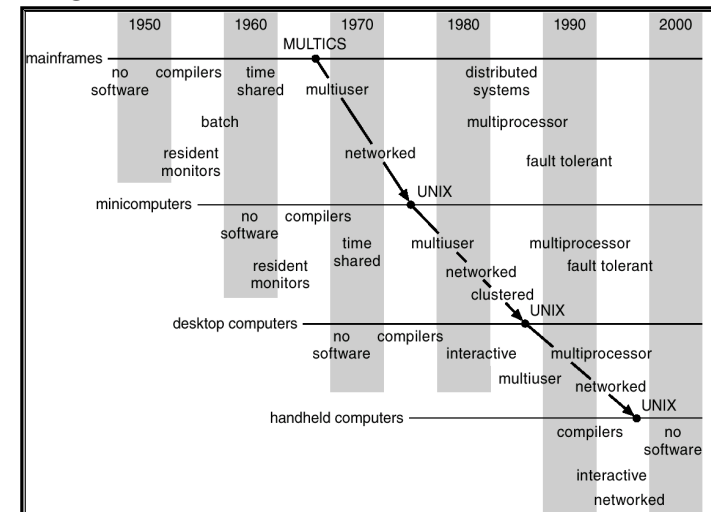 1950 1960 1970 1980 1990 2000
MULTICS
mainframes
no compilers time distributed
software shared multiuser systems
batch multiprocessor
resident networked fault tolerant
monitors
minicomputers UNIX
no compilers
software time multiuser multiprocessor
resident shared networked fault tolerant
monitors clustered
desktop computers UNIX
no compilers
software interactive multiprocessor
multiuser networked
handheld computers UNIX
compilers no
software
interactive
networked